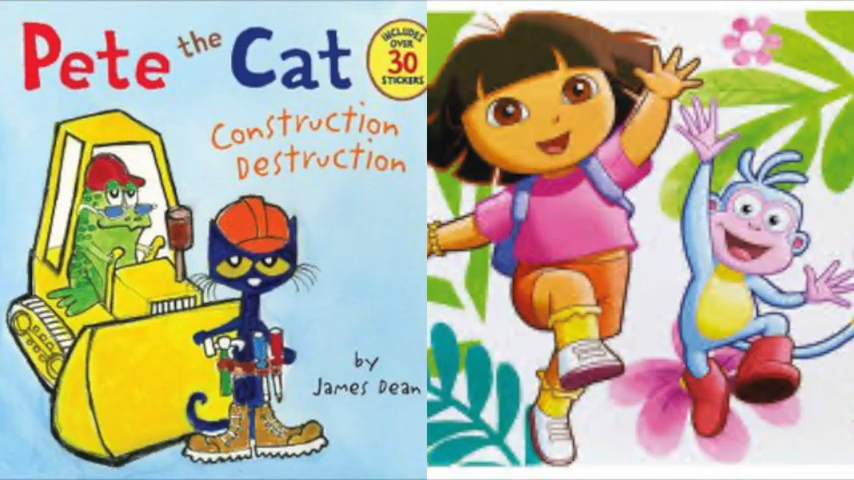 Pete the Cat
INCLUDES
OVER
30
STICKERS
Construction
Destruction
by
James Dean